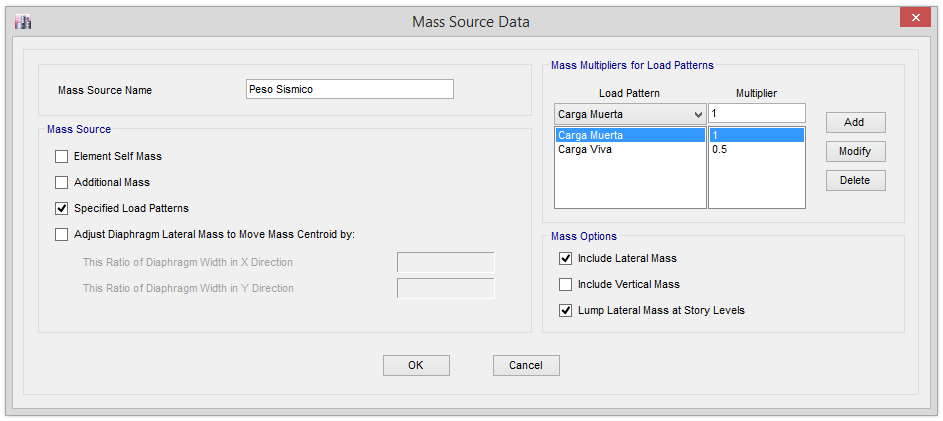 Mass Source Data
Mass Source Name
Peso Sismico
Mass Source
Element Self Mass
Additional Mass
Specified Load Patterns
Adjust Diaphragm Lateral Mass to Move Mass Centroid by:
This Ratio of Diaphragm Width in X Direction
This Ratio of Diaphragm Width in Y Direction
Mass Multipliers for Load Patterns
Load Pattern Multiplier
Carga Muerta 1
Carga Muerta 1
Carga Viva 0.5
Add
Modify
Delete
Mass Options
Include Lateral Mass
Include Vertical Mass
Lump Lateral Mass at Story Levels
OK Cancel